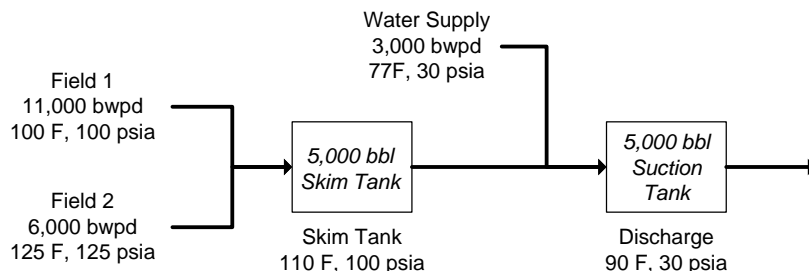 Water Supply
3,000 bwpd
77F, 30 psia
Field 1
11,000 bwpd
100 F, 100 psia
5,000 bbl
Skim Tank
5,000 bbl
Suction
Tank
Field 2
6,000 bwpd
125 F, 125 psia
Skim Tank
110 F, 100 psia
Discharge
90 F, 30 psia